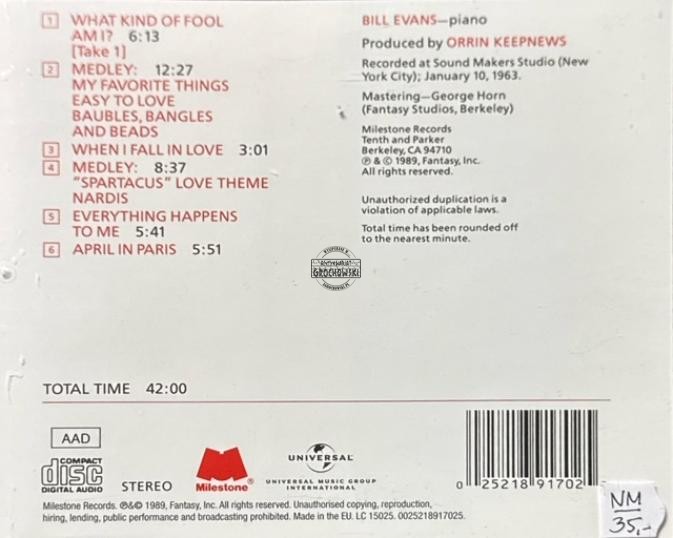 1 WHAT KIND OF FOOL
AM I? 6:13
[Take 1]
2 MEDLEY: 12:27
MY FAVORITE THINGS
EASY TO LOVE
BAUBLES, BANGLES
AND BEADS
3 WHEN I FALL IN LOVE 3:01
4 MEDLEY: 8:37
"SPARTACUS" LOVE THEME
NARDIS
5 EVERYTHING HAPPENS
TO ME 5:41
6 APRIL IN PARIS 5:51
TOTAL TIME 42:00
BILL EVANS—piano
Produced by ORRIN KEEPNEWS
Recorded at Sound Makers Studio (New
York City); January 10, 1963.
Mastering—George Horn
(Fantasy Studios, Berkeley)
Milestone Records
Tenth and Parker
Berkeley, CA 94710
℗ & © 1989, Fantasy, Inc.
All rights reserved.
Unauthorized duplication is a
violation of applicable laws.
Total time has been rounded off
to the nearest minute.
GROCHOWSKI
AAD
COMPACT
disc
DIGITAL AUDIO
STEREO
Milestone®
UNIVERSAL
UNIVERSAL MUSIC GROUP
INTERNATIONAL
0 25218 91702
Milestone Records. ℗&© 1989, Fantasy, Inc. All rights reserved. Unauthorised copying, reproduction,
hiring, lending, public performance and broadcasting prohibited. Made in the EU. LC 15025. 0025218917025.
NM
35,-